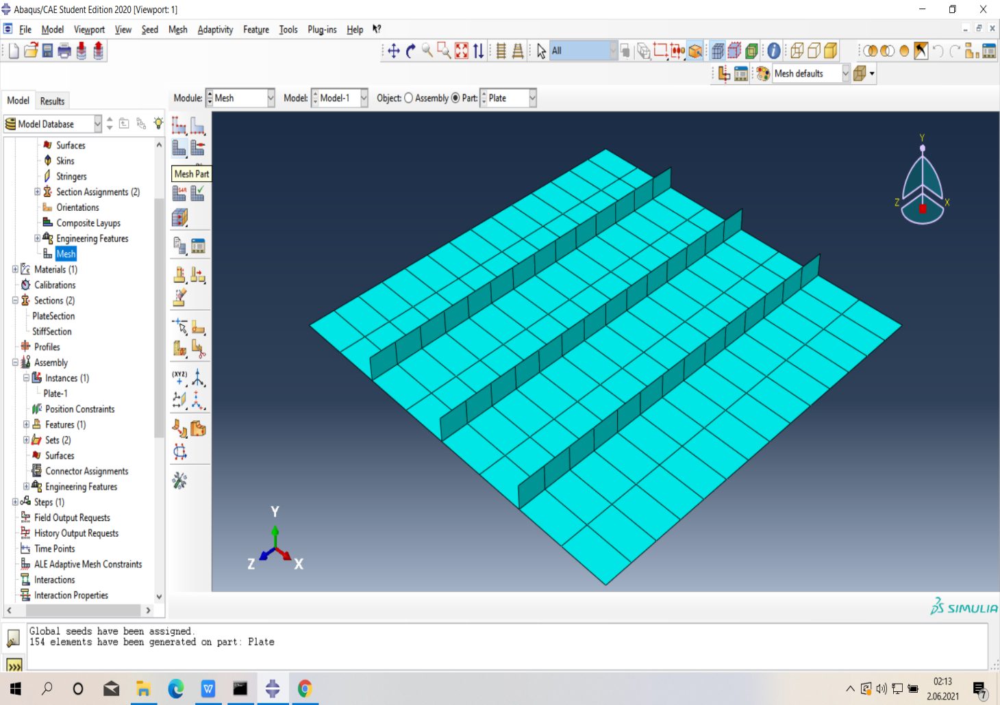 Abaqus/CAE Student Edition 2020 [Viewport: 1]
File Model Viewport View Seed Mesh Adaptivity Feature Tools Plug-ins Help
All
Mesh defaults
Model Results
Module: Mesh Model: Model-1 Object: Assembly Part: Plate
Model Database
Surfaces
Skins
Stringers
Section Assignments (2)
Orientations
Composite Layups
Engineering Features
Mesh
Materials (1)
Calibrations
Sections (2)
PlateSection
StiffSection
Profiles
Assembly
Instances (1)
Plate-1
Position Constraints
Features (1)
Sets (2)
Surfaces
Connector Assignments
Engineering Features
Steps (1)
Field Output Requests
History Output Requests
Time Points
ALE Adaptive Mesh Constraints
Interactions
Interaction Properties
Mesh Part
(XYZ)
Y
Z
X
Y
Z
X
SIMULIA
Global seeds have been assigned.
154 elements have been generated on part: Plate
>>>
W
02:13
2.06.2021
7